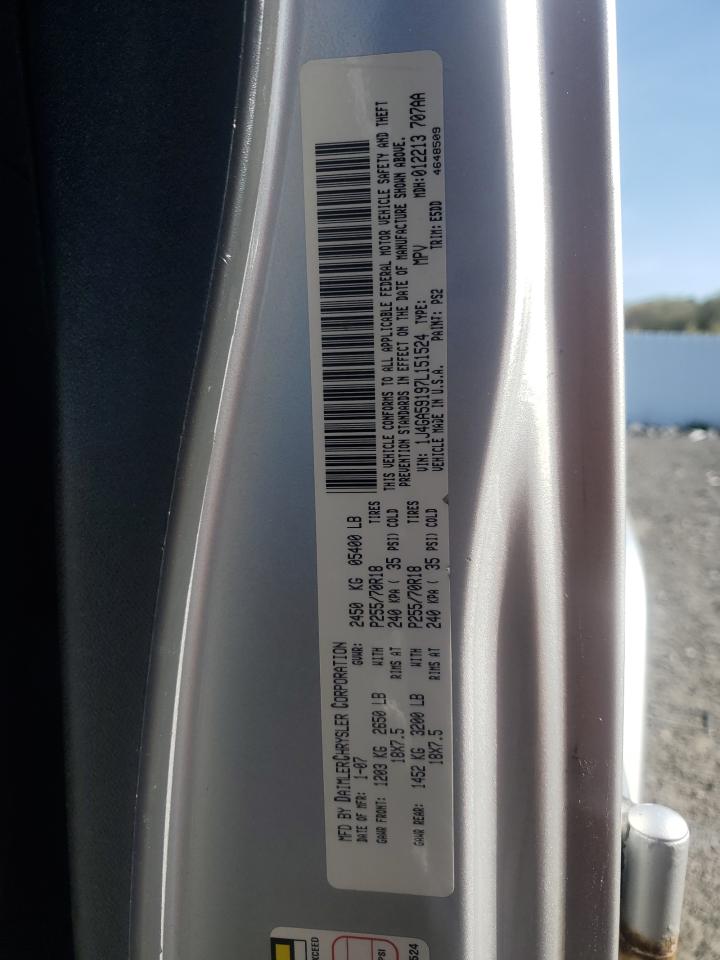 MFD BY DAIMLERCHRYSLER CORPORATION
DATE OF MFR: 1-07 GVWR: 2450 KG 05400 LB
GAWR FRONT: 1203 KG 2650 LB WITH P255/70R18 TIRES
18X7.5 RIMS AT 240 KPA ( 35 PSI) COLD
GAWR REAR: 1452 KG 3200 LB WITH P255/70R18 TIRES
18X7.5 RIMS AT 240 KPA ( 35 PSI) COLD
THIS VEHICLE CONFORMS TO ALL APPLICABLE FEDERAL MOTOR VEHICLE SAFETY AND THEFT
PREVENTION STANDARDS IN EFFECT ON THE DATE OF MANUFACTURE SHOWN ABOVE.
VIN: 1J4GA59197L151524 TYPE: MPV MDH: 012213 707AA
VEHICLE MADE IN U.S.A. PAINT: PS2 TRIM: E5DD 4648509
EXCEED
PSI
524